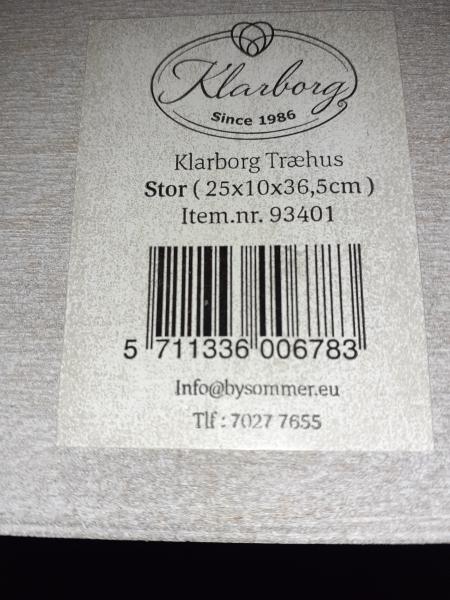 Klarborg
Since 1986
Klarborg Træhus
Stor ( 25x10x36,5cm )
Item.nr. 93401
5 711336 006783
Info@bysommer.eu
Tlf : 7027 7655